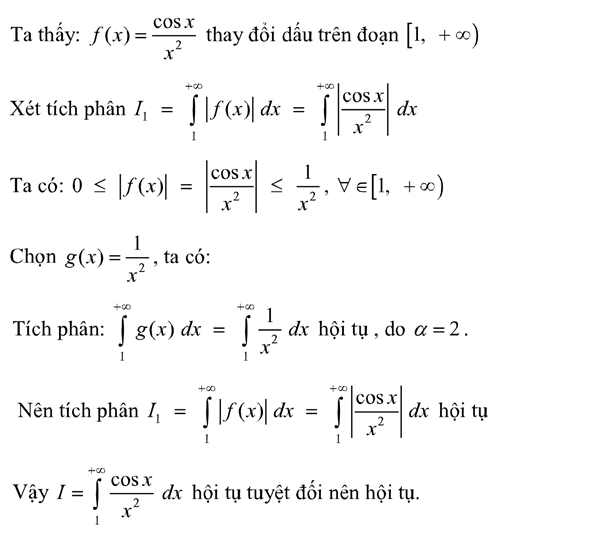 Ta thấy: f(x) = cos x / x² thay đổi dấu trên đoạn [1, +∞)
Xét tích phân I₁ = ∫₁^{+∞} |f(x)| dx = ∫₁^{+∞} |cos x / x²| dx
Ta có: 0 ≤ |f(x)| = |cos x / x²| ≤ 1 / x², ∀ ∈ [1, +∞)
Chọn g(x) = 1 / x², ta có:
Tích phân: ∫₁^{+∞} g(x) dx = ∫₁^{+∞} 1 / x² dx hội tụ , do α = 2 .
Nên tích phân I₁ = ∫₁^{+∞} |f(x)| dx = ∫₁^{+∞} |cos x / x²| dx hội tụ
Vậy I = ∫₁^{+∞} cos x / x² dx hội tụ tuyệt đối nên hội tụ.